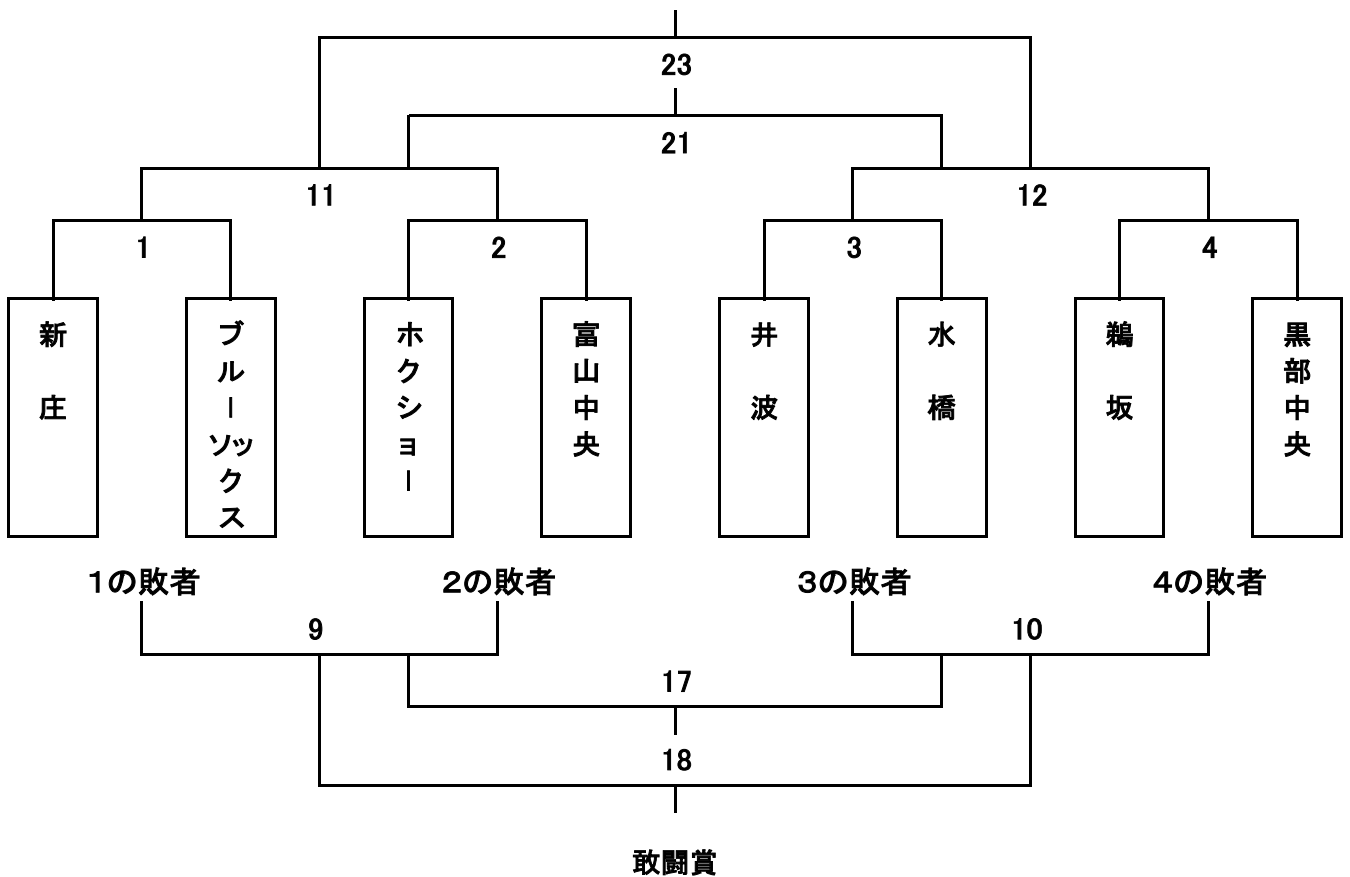 23
21
11
12
1
2
3
4
新庄
ブルーソックス
ホクショー
富山中央
井波
水橋
鵜坂
黒部中央
1の敗者
2の敗者
3の敗者
4の敗者
9
10
17
18
敢闘賞